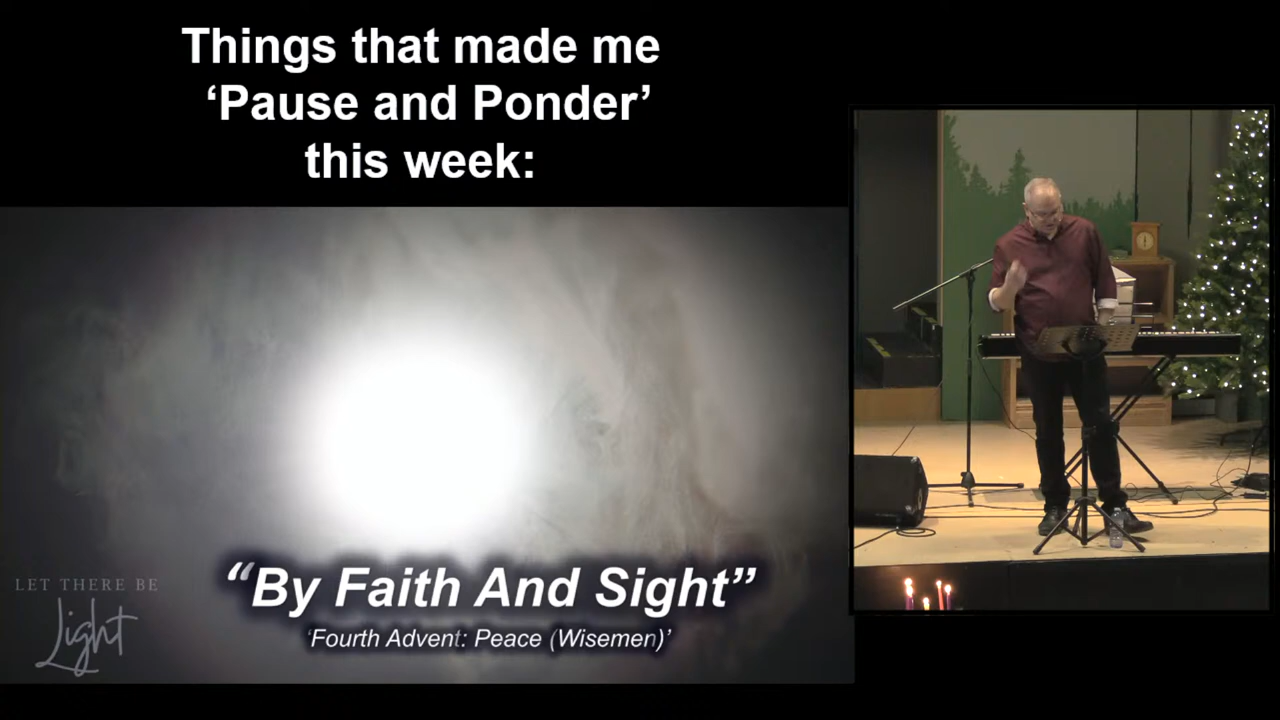 Things that made me
‘Pause and Ponder’
this week:
LET THERE BE
Light
“By Faith And Sight”
‘Fourth Advent: Peace (Wisemen)’